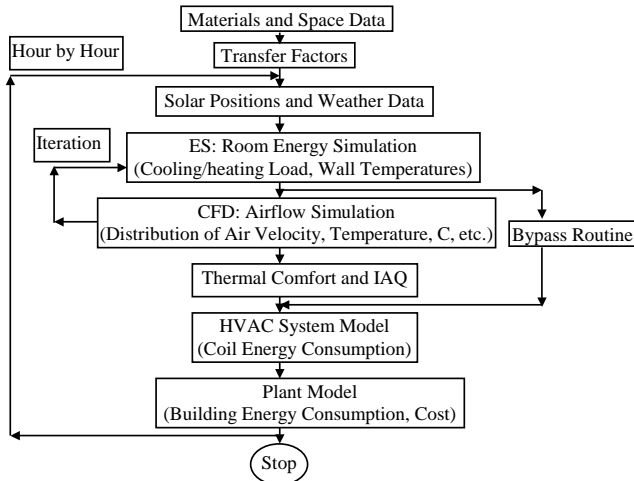 Materials and Space Data
Hour by Hour
Transfer Factors
Solar Positions and Weather Data
Iteration
ES: Room Energy Simulation
(Cooling/heating Load, Wall Temperatures)
CFD: Airflow Simulation
(Distribution of Air Velocity, Temperature, C, etc.)
Bypass Routine
Thermal Comfort and IAQ
HVAC System Model
(Coil Energy Consumption)
Plant Model
(Building Energy Consumption, Cost)
Stop